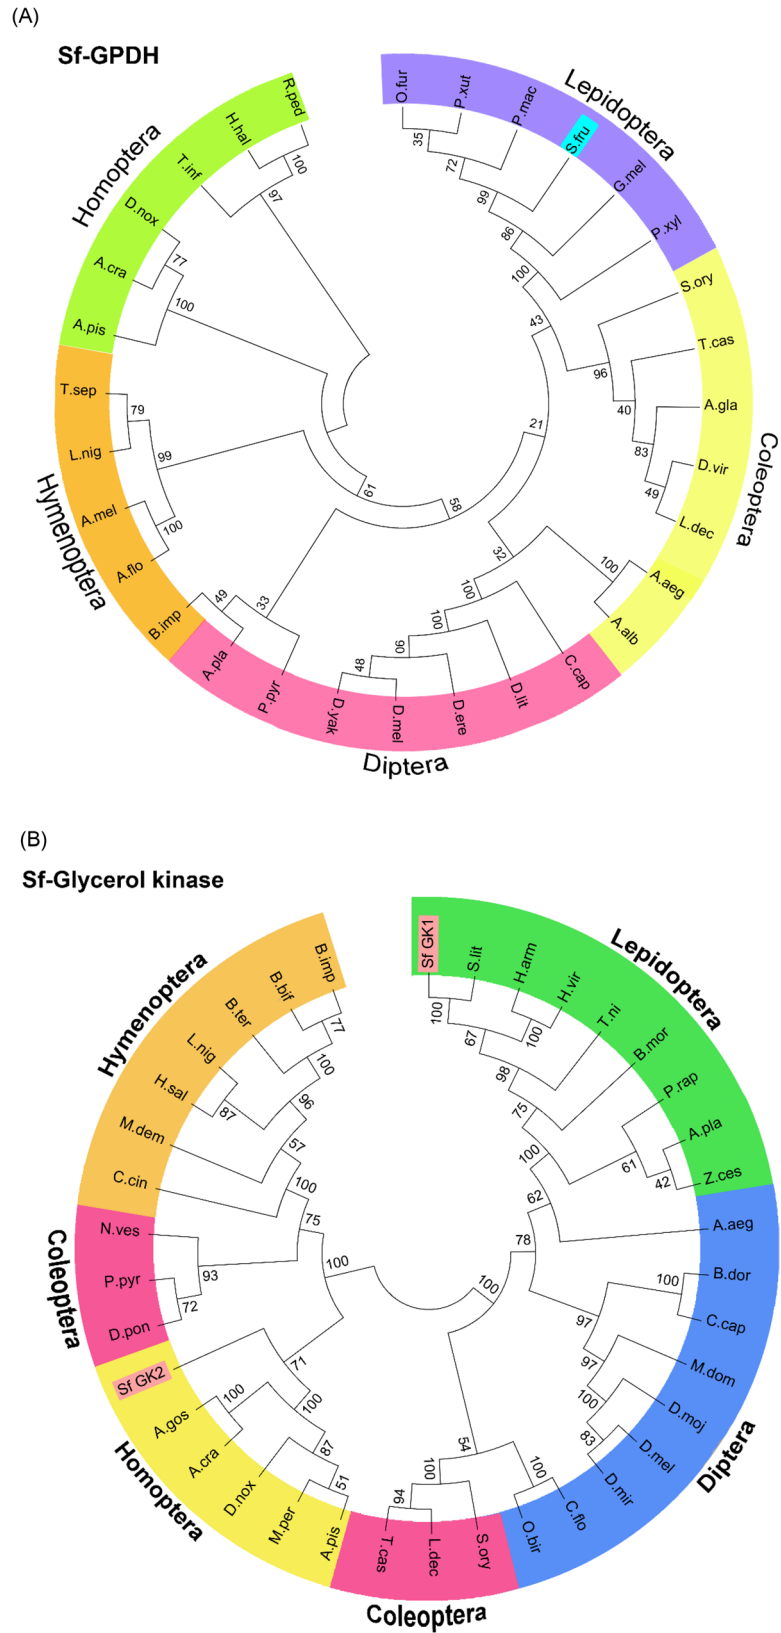 (A)
Sf-GPDH
Homoptera
Lepidoptera
Coleoptera
Diptera
Hymenoptera
O.fur
P.xut
P.mac
S.fru
G.mel
P.xyl
S.ory
T.cas
A.gla
D.vir
L.dec
A.aeg
A.alb
C.cap
D.lit
D.ere
D.mel
D.yak
P.pyr
A.pla
B.imp
A.flo
A.mel
L.nig
T.sep
A.pis
A.cra
D.nox
T.inf
H.hal
R.ped
35
72
99
86
100
43
96
40
83
49
21
32
100
100
100
90
48
33
49
58
61
99
79
100
100
77
97
100
(B)
Sf-Glycerol kinase
Hymenoptera
Lepidoptera
Diptera
Coleoptera
Homoptera
Coleoptera
Sf GK1
S.lit
H.arm
H.vir
T.ni
B.mor
P.rap
A.pla
Z.ces
A.aeg
B.dor
C.cap
M.dom
D.moj
D.mel
D.mir
C.flo
O.bir
S.ory
L.dec
T.cas
A.pis
M.per
D.nox
A.cra
A.gos
Sf GK2
D.pon
P.pyr
N.ves
C.cin
M.dem
H.sal
L.nig
B.ter
B.bif
B.imp
100
67
100
98
75
100
61
42
62
78
100
97
97
100
83
100
54
100
100
94
100
71
100
100
87
51
75
93
72
100
57
96
87
100
77